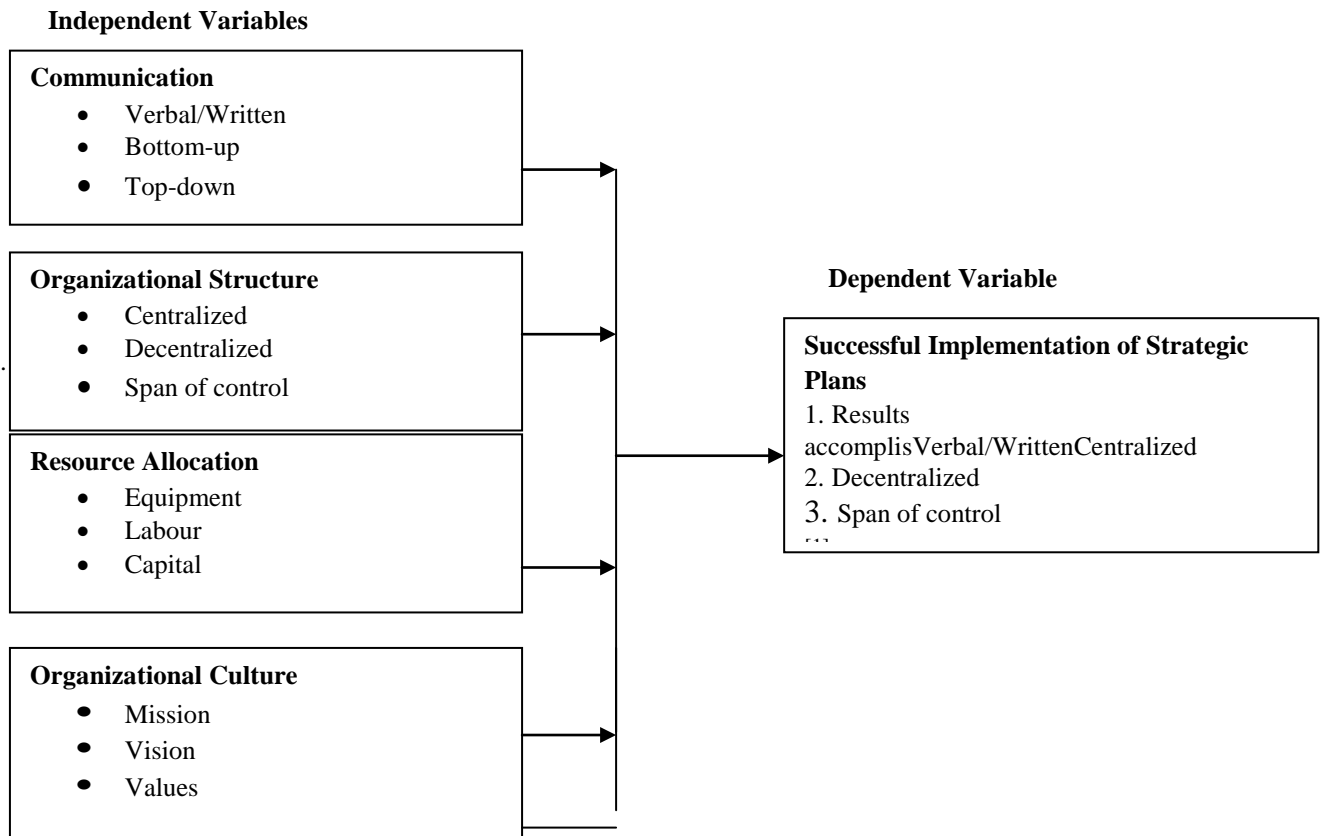 Independent Variables
Communication
• Verbal/Written
• Bottom-up
• Top-down
Organizational Structure
• Centralized
• Decentralized
• Span of control
.
Resource Allocation
• Equipment
• Labour
• Capital
Organizational Culture
• Mission
• Vision
• Values
Dependent Variable
Successful Implementation of Strategic
Plans
1. Results
accomplisVerbal/WrittenCentralized
2. Decentralized
3. Span of control